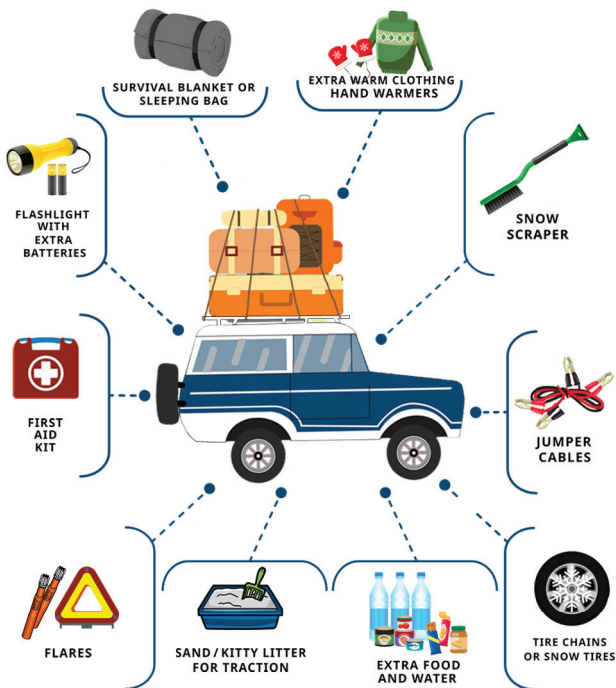 SURVIVAL BLANKET OR
SLEEPING BAG
EXTRA WARM CLOTHING
HAND WARMERS
FLASHLIGHT
WITH
EXTRA
BATTERIES
SNOW
SCRAPER
FIRST
AID
KIT
JUMPER
CABLES
FLARES
SAND / KITTY LITTER
FOR TRACTION
EXTRA FOOD
AND WATER
TIRE CHAINS
OR SNOW TIRES